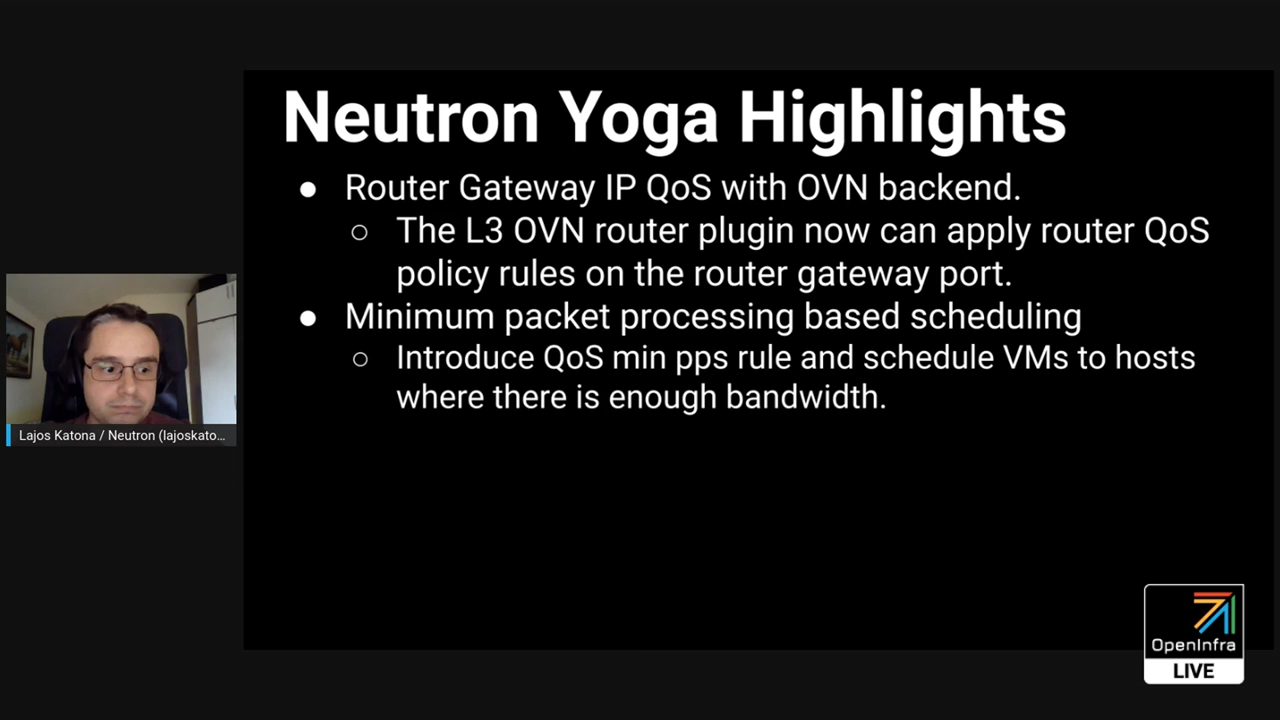 Neutron Yoga Highlights
● Router Gateway IP QoS with OVN backend.
○ The L3 OVN router plugin now can apply router QoS
policy rules on the router gateway port.
● Minimum packet processing based scheduling
○ Introduce QoS min pps rule and schedule VMs to hosts
where there is enough bandwidth.
Lajos Katona / Neutron (lajoskato...
OpenInfra
LIVE